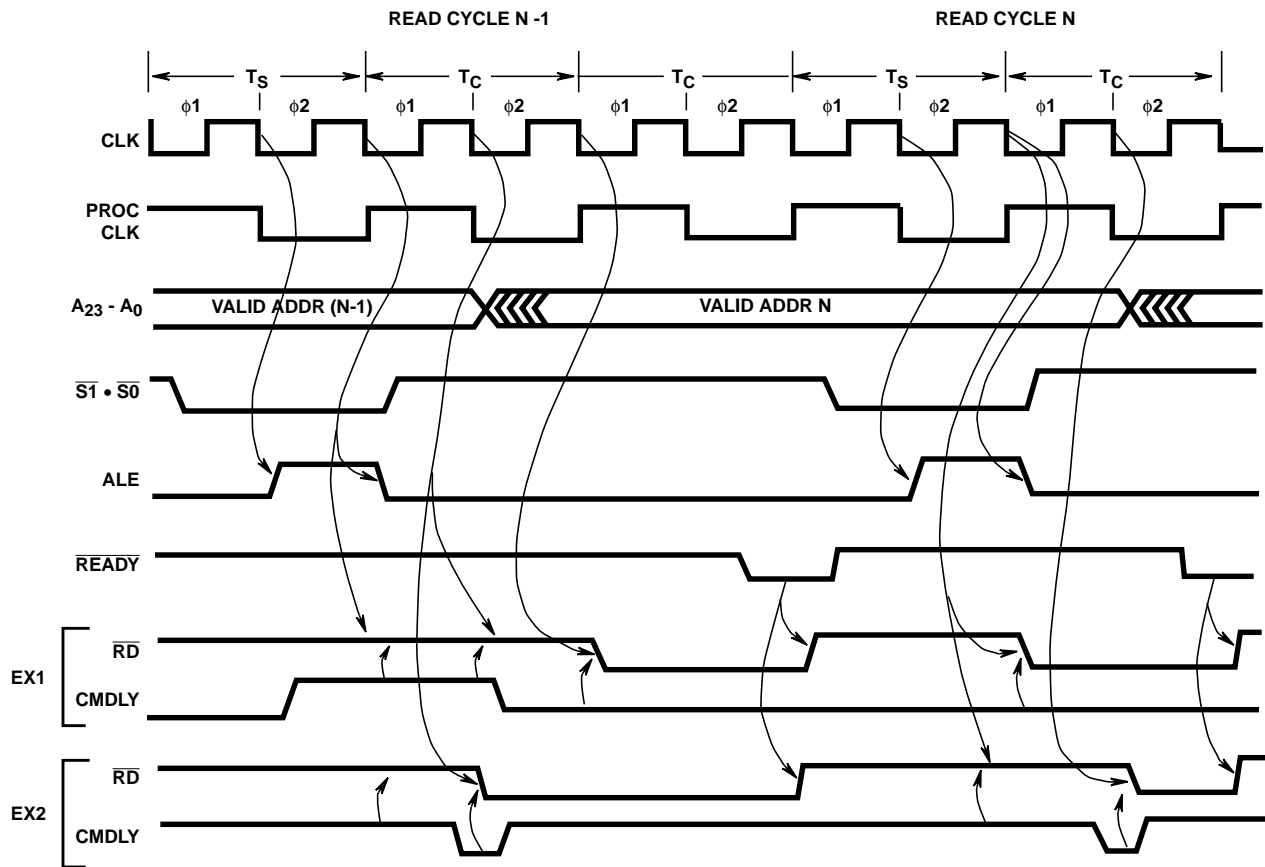 READ CYCLE N -1 READ CYCLE N
TS TC TC TS TC
ϕ1 ϕ2 ϕ1 ϕ2 ϕ1 ϕ2 ϕ1 ϕ2 ϕ1 ϕ2
CLK
PROC
CLK
A23 - A0 VALID ADDR (N-1) VALID ADDR N
S1 • S0
ALE
READY
EX1
RD
CMDLY
EX2
RD
CMDLY